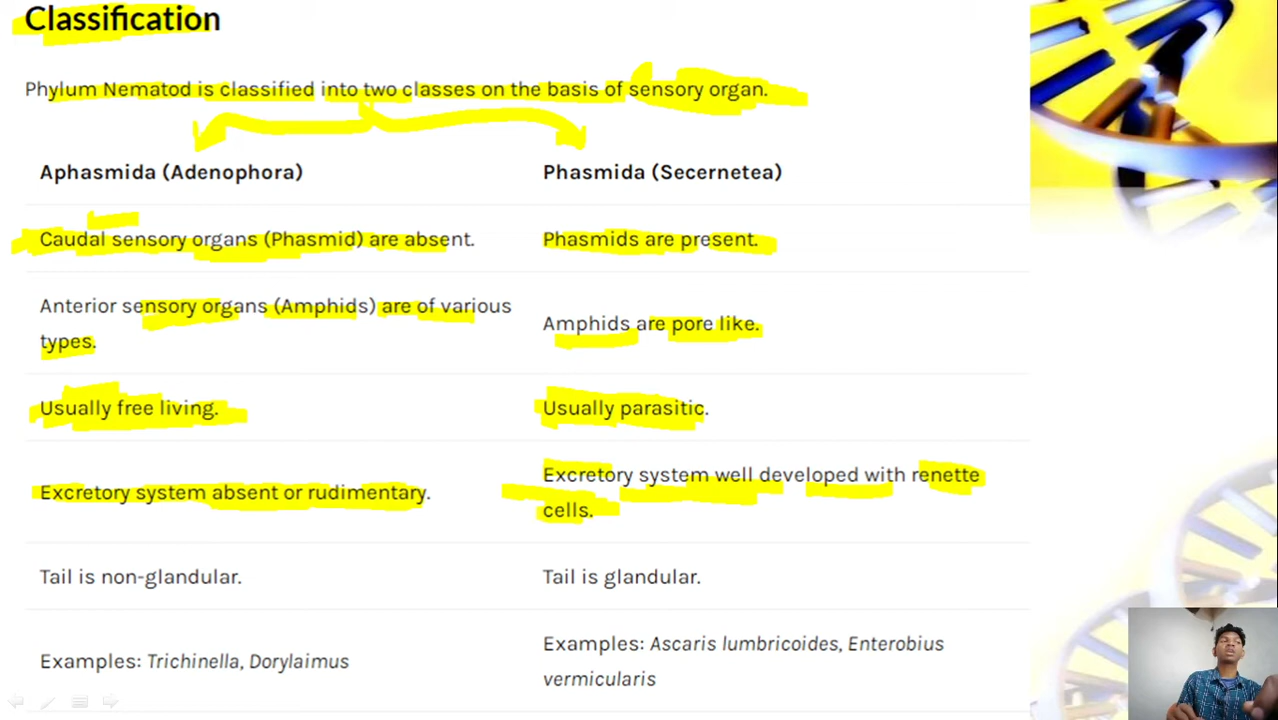 Classification
Phylum Nematod is classified into two classes on the basis of sensory organ.
Aphasmida (Adenophora)
Phasmida (Secernetea)
Caudal sensory organs (Phasmid) are absent.
Phasmids are present.
Anterior sensory organs (Amphids) are of various
types.
Amphids are pore like.
Usually free living.
Usually parasitic.
Excretory system absent or rudimentary.
Excretory system well developed with renette
cells.
Tail is non-glandular.
Tail is glandular.
Examples: Trichinella, Dorylaimus
Examples: Ascaris lumbricoides, Enterobius
vermicularis